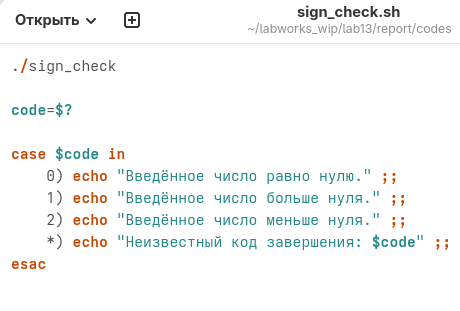 Открыть
sign_check.sh
~/labworks_wip/lab13/report/codes
./sign_check
code=$?
case $code in
    0) echo "Введённое число равно нулю." ;;
    1) echo "Введённое число больше нуля." ;;
    2) echo "Введённое число меньше нуля." ;;
    *) echo "Неизвестный код завершения: $code" ;;
esac